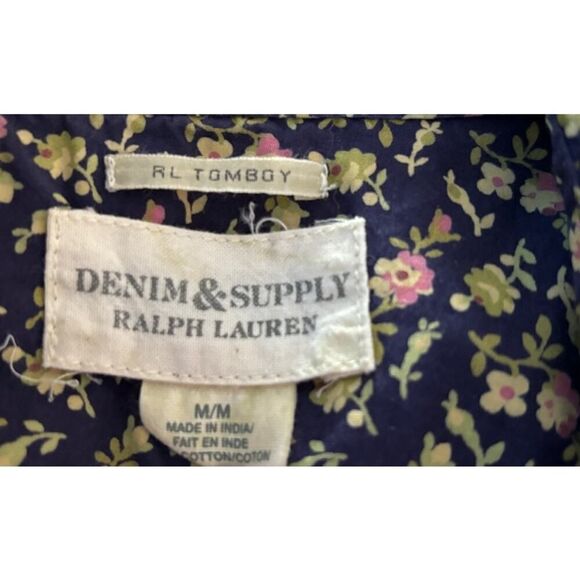 RL TOMBOY
DENIM & SUPPLY
RALPH LAUREN
M/M
MADE IN INDIA/
FAIT EN INDE
COTTON/COTON